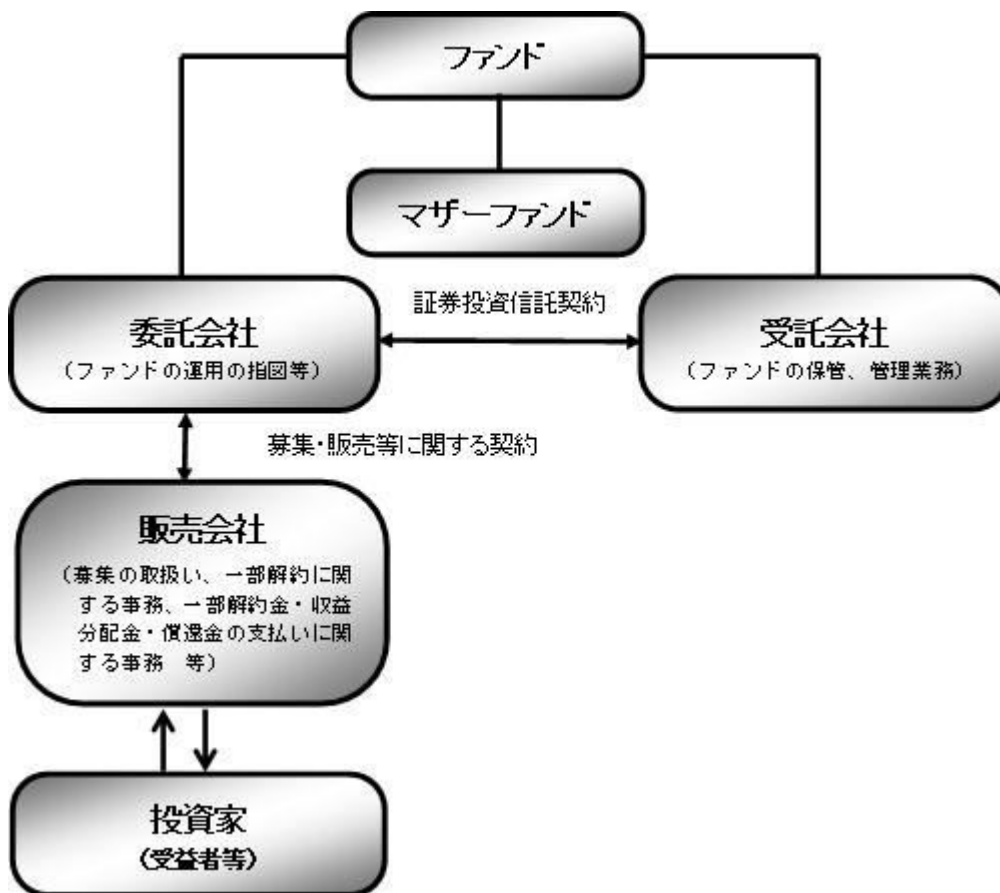 ファンド
マザーファンド
証券投資信託契約
委託会社
（ファンドの運用の指図等）
受託会社
（ファンドの保管、管理業務）
募集・販売等に関する契約
販売会社
（募集の取扱い、一部解約に関
する事務、一部解約金・収益
分配金・償還金の支払いに関
する事務　等）
投資家
（受益者等）